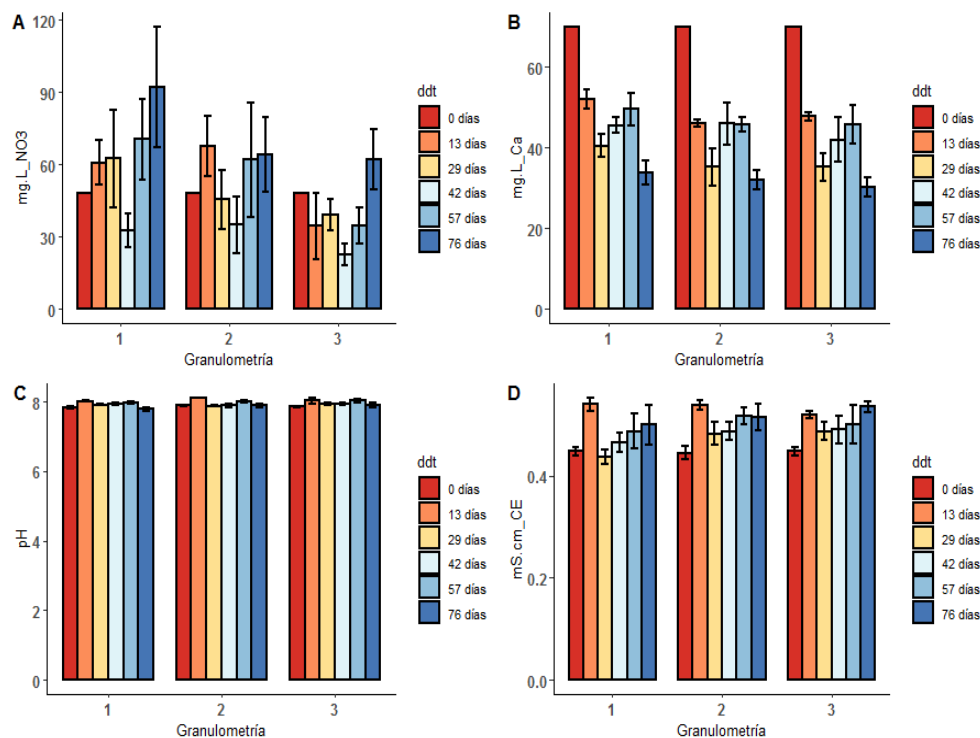 A
120
90
60
30
0
mg.L_NO3
1
2
3
Granulometría
ddt
0 días
13 días
29 días
42 días
57 días
76 días
B
60
40
20
0
mg.L_Ca
1
2
3
Granulometría
ddt
0 días
13 días
29 días
42 días
57 días
76 días
C
8
6
4
2
0
pH
1
2
3
Granulometría
ddt
0 días
13 días
29 días
42 días
57 días
76 días
D
0.4
0.2
0.0
mS.cm_CE
1
2
3
Granulometría
ddt
0 días
13 días
29 días
42 días
57 días
76 días